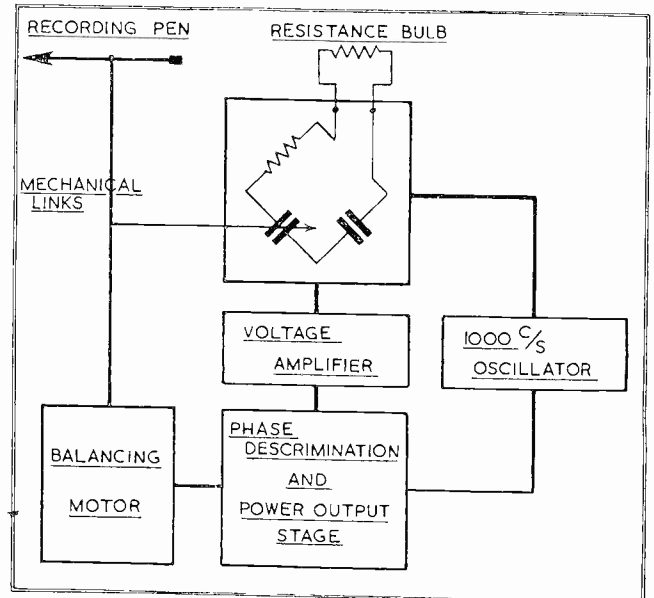 RECORDING PEN
RESISTANCE BULB
MECHANICAL
LINKS
VOLTAGE
AMPLIFIER
1000 C/S
OSCILLATOR
BALANCING
MOTOR
PHASE
DESCRIMINATION
AND
POWER OUTPUT
STAGE